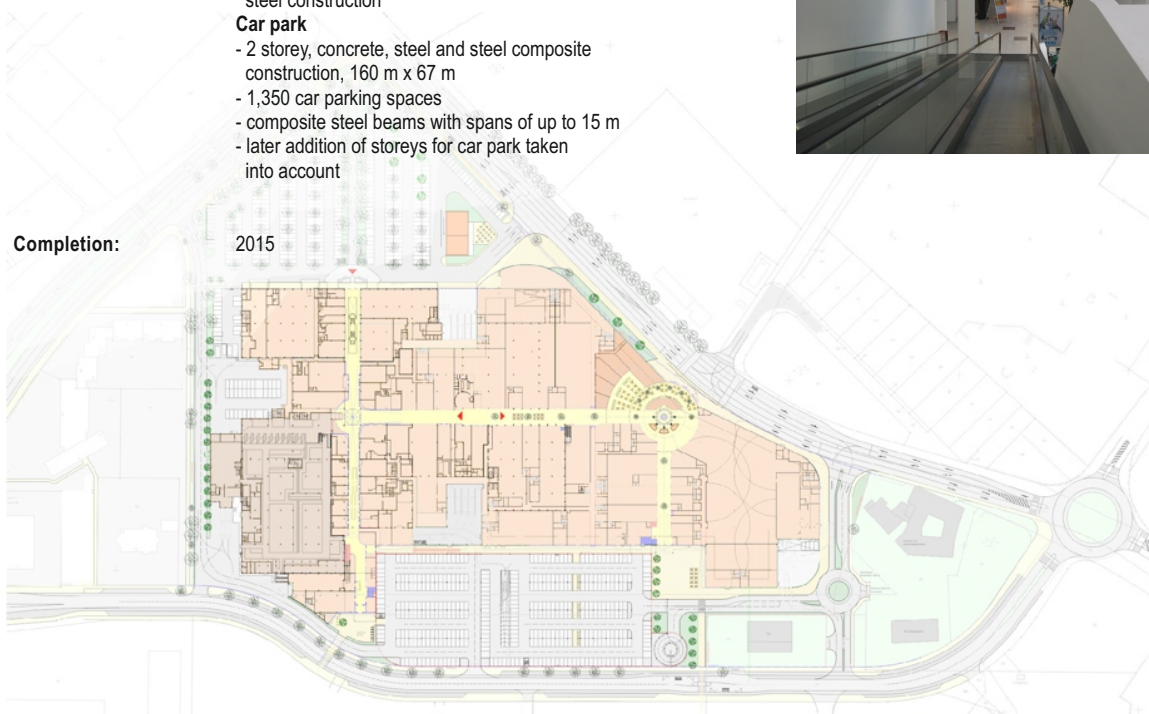 steel construction
Car park
- 2 storey, concrete, steel and steel composite
construction, 160 m x 67 m
- 1,350 car parking spaces
- composite steel beams with spans of up to 15 m
- later addition of storeys for car park taken
into account
Completion: 2015